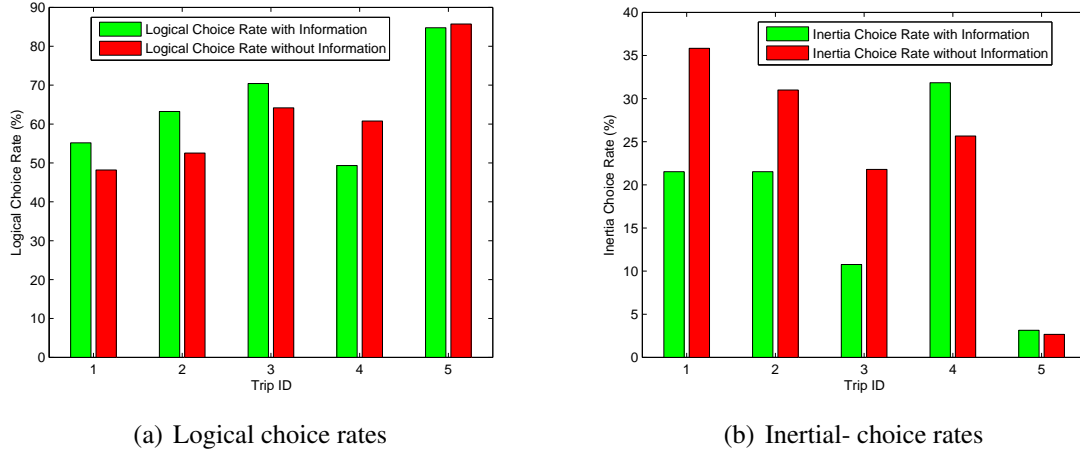 90
80
70
60
50
40
30
20
10
0
Logical Choice Rate (%)
Logical Choice Rate with Information
Logical Choice Rate without Information
1 2 3 4 5
Trip ID
(a) Logical choice rates
40
35
30
25
20
15
10
5
0
Inertia Choice Rate (%)
Inertia Choice Rate with Information
Inertia Choice Rate without Information
1 2 3 4 5
Trip ID
(b) Inertial- choice rates